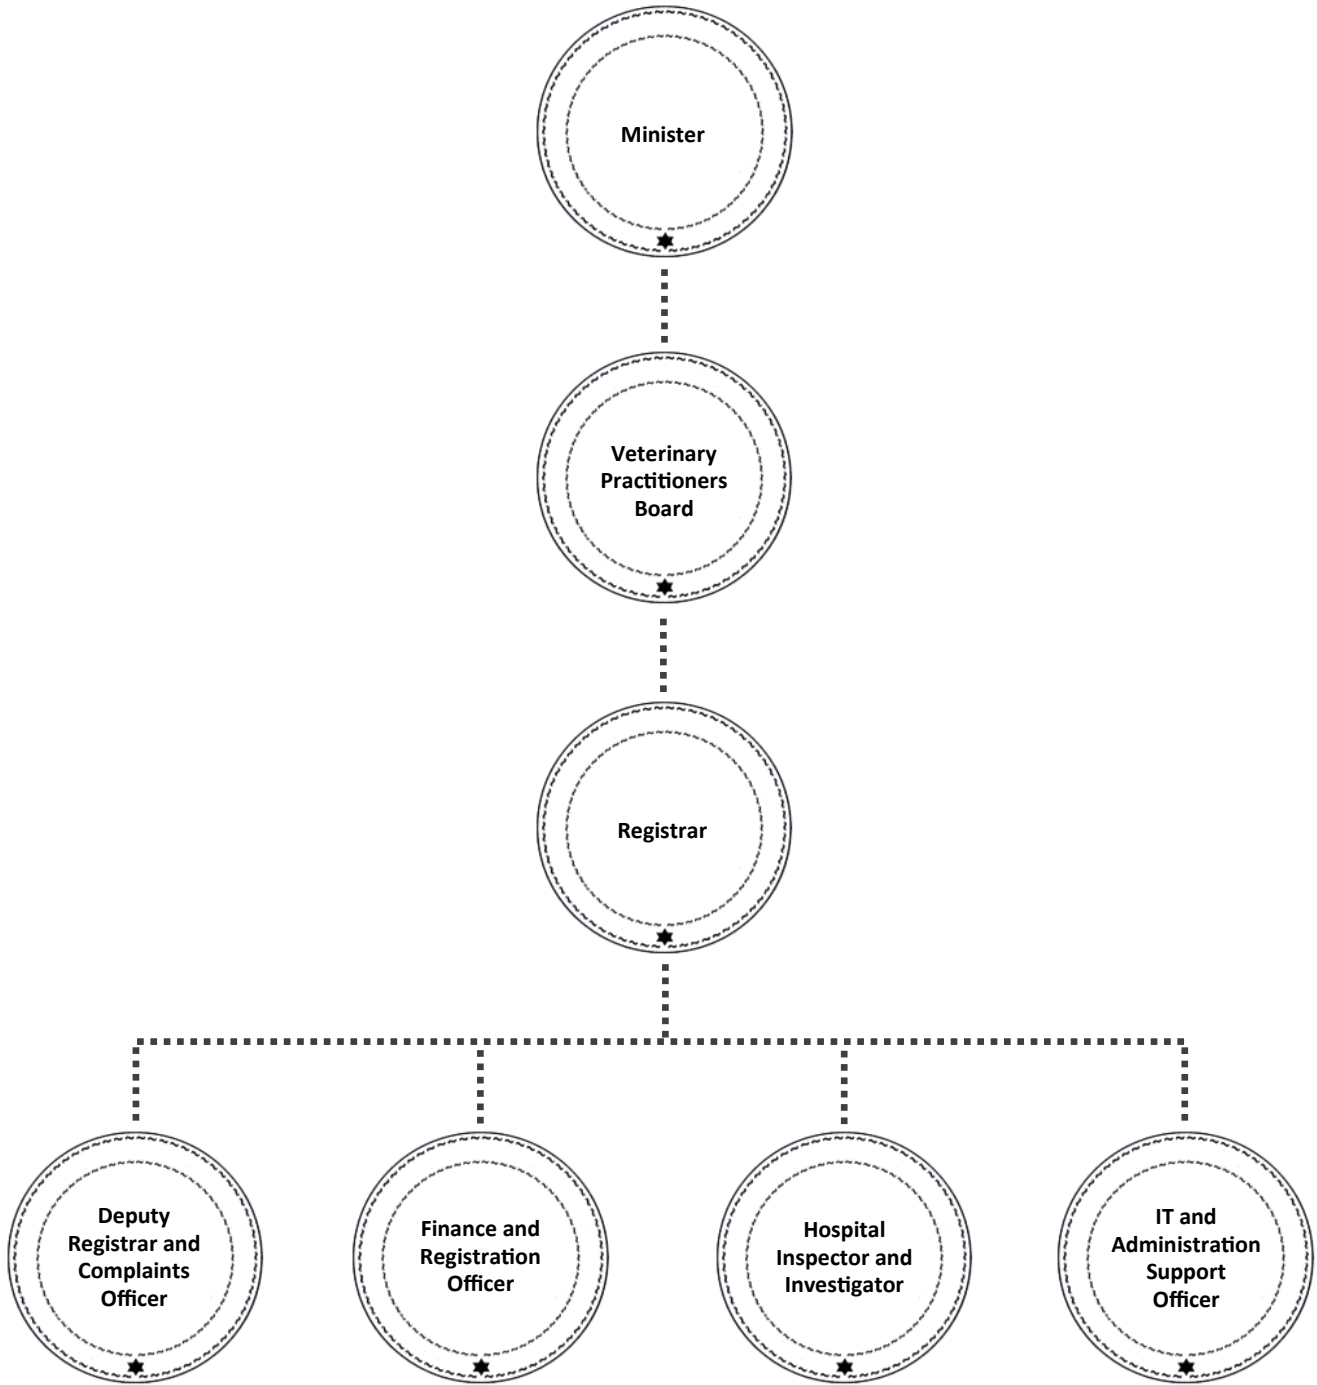 Minister
Veterinary
Practitioners
Board
Registrar
Deputy
Registrar and
Complaints
Officer
Finance and
Registration
Officer
Hospital
Inspector and
Investigator
IT and
Administration
Support
Officer